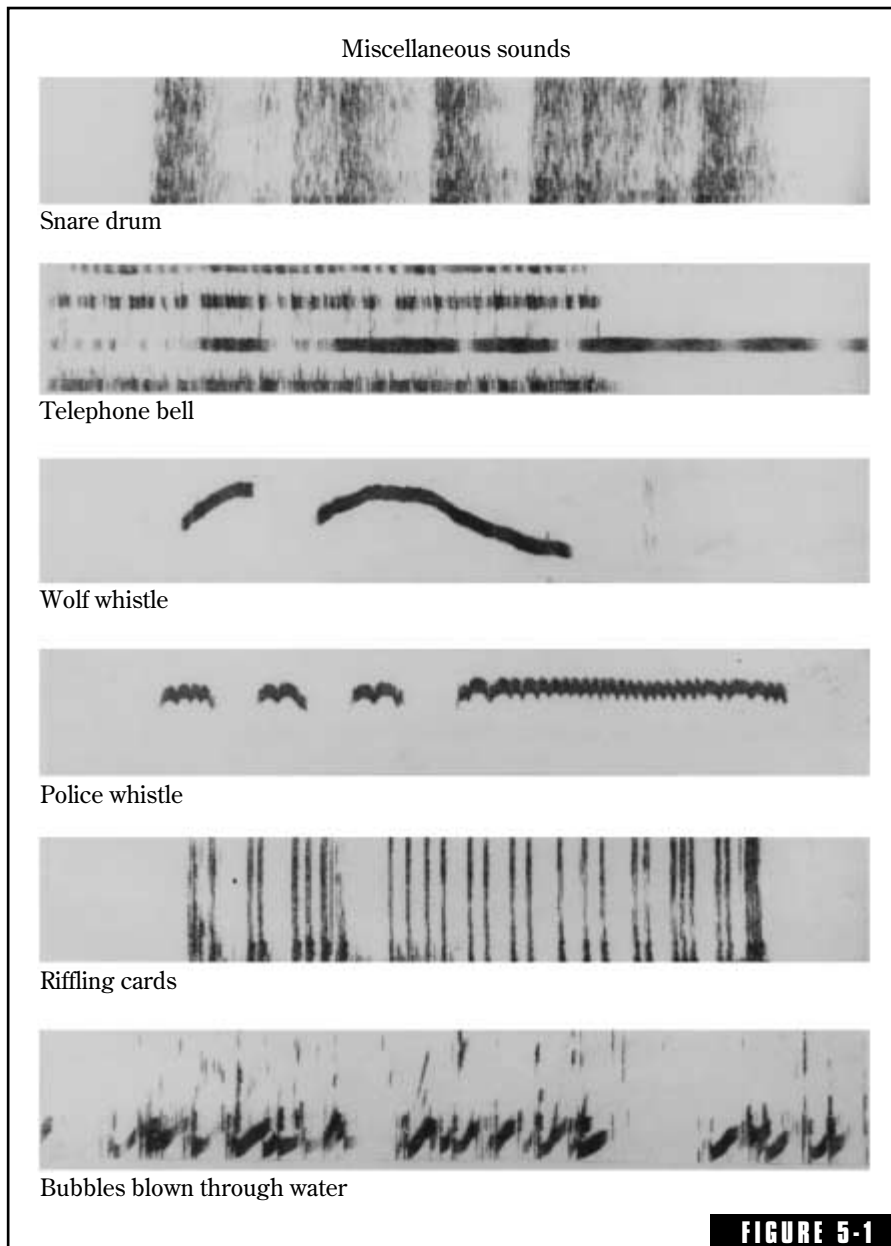 Miscellaneous sounds
Snare drum
Telephone bell
Wolf whistle
Police whistle
Riffling cards
Bubbles blown through water
FIGURE 5-1